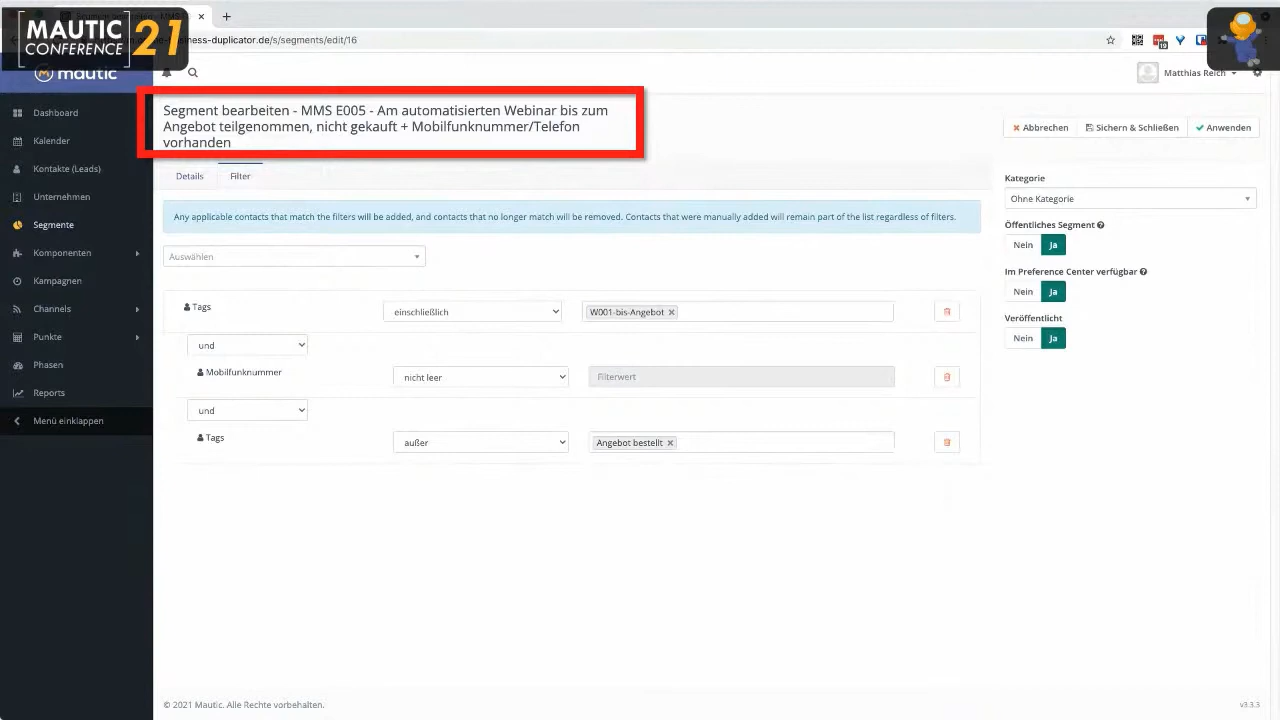 MAUTIC
CONFERENCE
21
ness-duplicator.de/s/segments/edit/16
mautic
Matthias Reich
Segment bearbeiten - MMS E005 - Am automatisierten Webinar bis zum
Angebot teilgenommen, nicht gekauft + Mobilfunknummer/Telefon
vorhanden
Abbrechen
Sichern & Schließen
Anwenden
Dashboard
Kalender
Kontakte (Leads)
Unternehmen
Segmente
Komponenten
Kampagnen
Channels
Punkte
Phasen
Reports
Menü einklappen
Details
Filter
Any applicable contacts that match the filters will be added, and contacts that no longer match will be removed. Contacts that were manually added will remain part of the list regardless of filters.
Auswählen
Tags
einschließlich
W001-bis-Angebot
und
Mobilfunknummer
nicht leer
Filterwert
und
Tags
außer
Angebot bestellt
Kategorie
Ohne Kategorie
Öffentliches Segment
Nein Ja
Im Preference Center verfügbar
Nein Ja
Veröffentlicht
Nein Ja
© 2021 Mautic. Alle Rechte vorbehalten.
v3.3.3